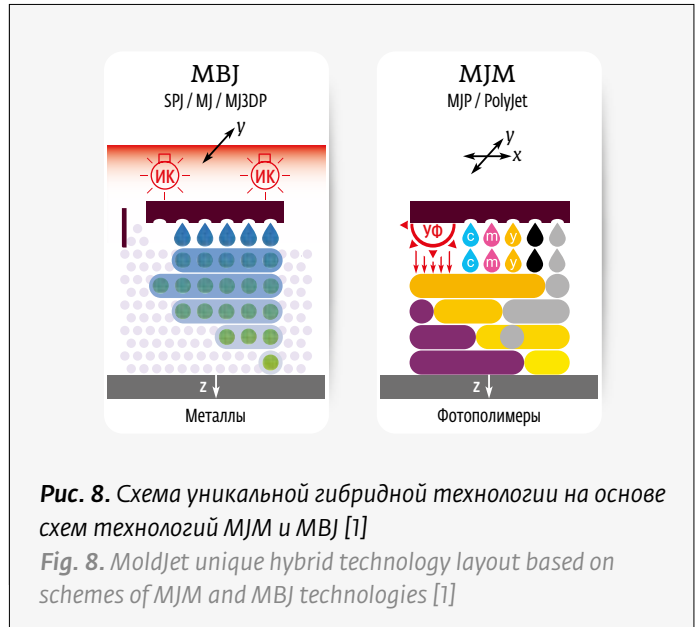 MBJ
SPJ / MJ / MJ3DP
y
ИК ИК
z
Металлы
MJM
MJP / PolyJet
y
x
УФ
c m y
c m y
z
Фотополимеры
Рис. 8. Схема уникальной гибридной технологии на основе
схем технологий MJM и MBJ [1]
Fig. 8. MoldJet unique hybrid technology layout based on
schemes of MJM and MBJ technologies [1]